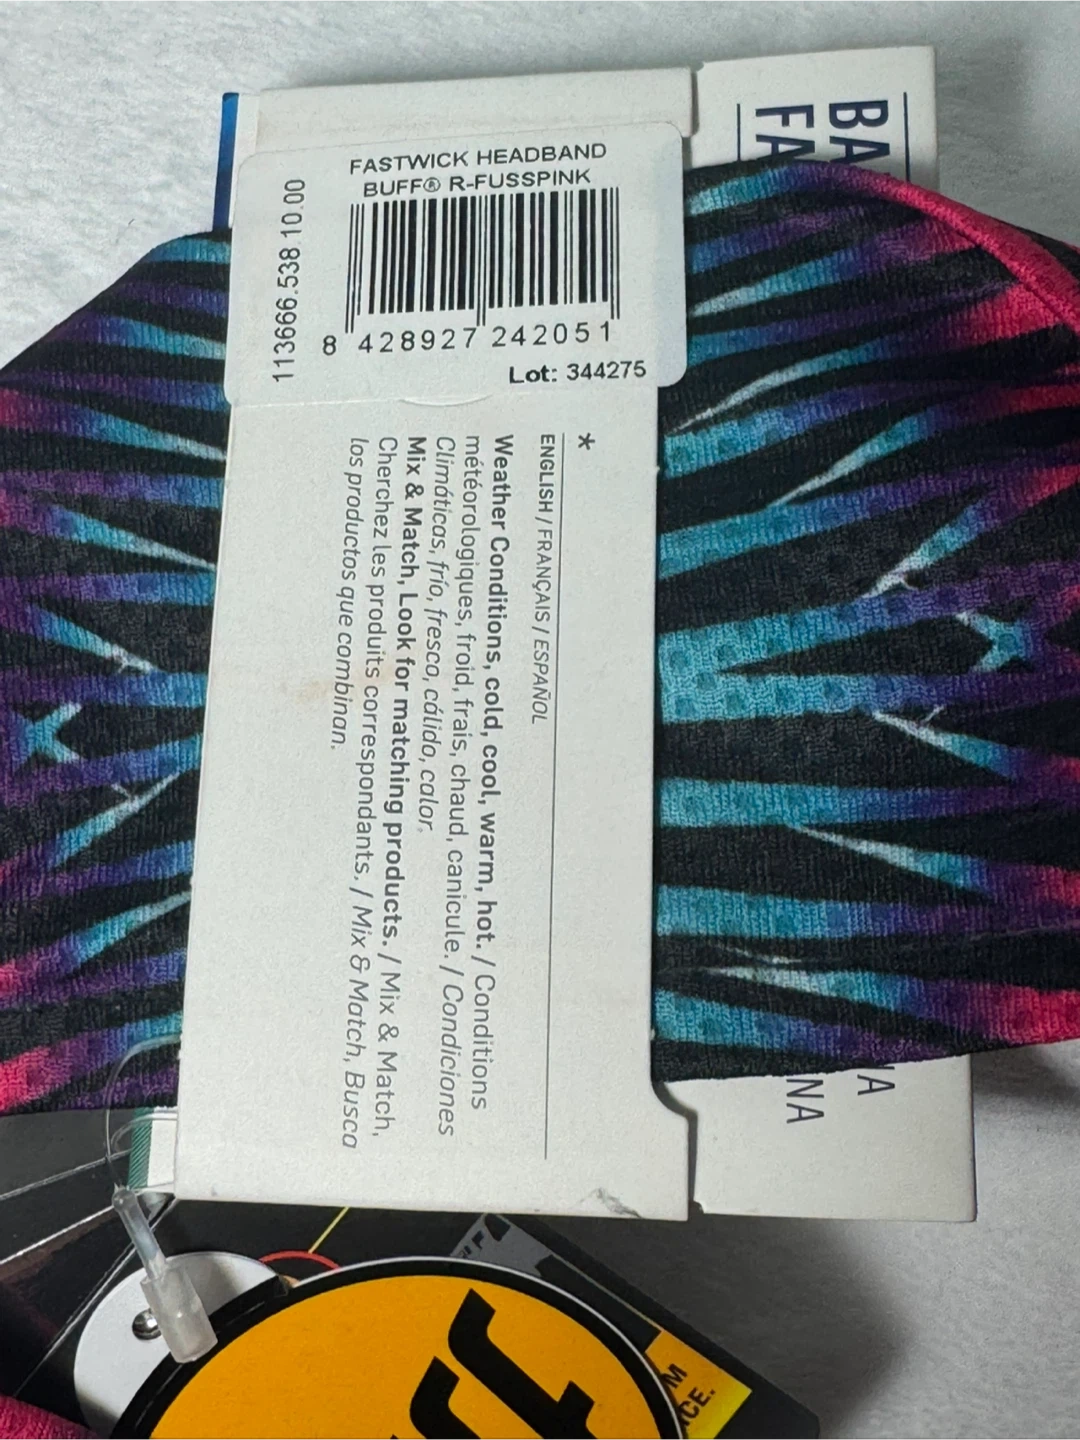 FASTWICK HEADBAND
BUFF® R-FUSSPINK
113666.538 10.00
8 428927 242051
Lot: 344275
*
ENGLISH / FRANÇAIS / ESPAÑOL
Weather Conditions, cold, cool, warm, hot. / Conditions
météorologiques, froid, frais, chaud, canicule. / Condiciones
Climáticas, frío, fresco, cálido, calor.
Mix & Match, Look for matching products. / Mix & Match,
Cherchez les produits correspondants. / Mix & Match, Busca
los productos que combinan.